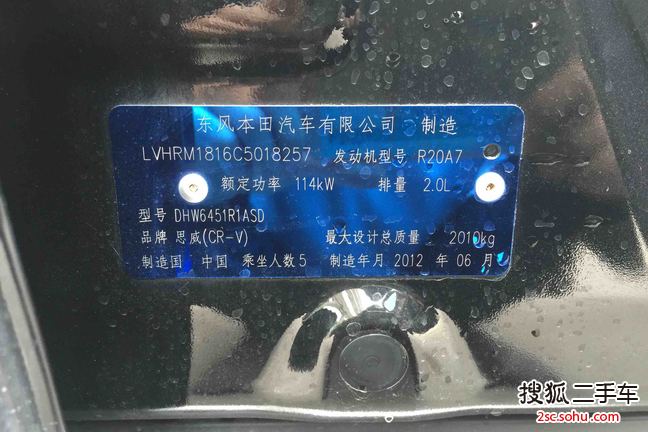 东风本田汽车有限公司 制造
LVHRM1816C5018257 发动机型号 R20A7
额定功率 114kW 排量 2.0L
型号 DHW6451R1ASD
品牌 思威(CR-V) 最大设计总质量 2010kg
制造国 中国 乘坐人数 5 制造年月 2012 年 06 月
搜狐二手车
2sc.sohu.com